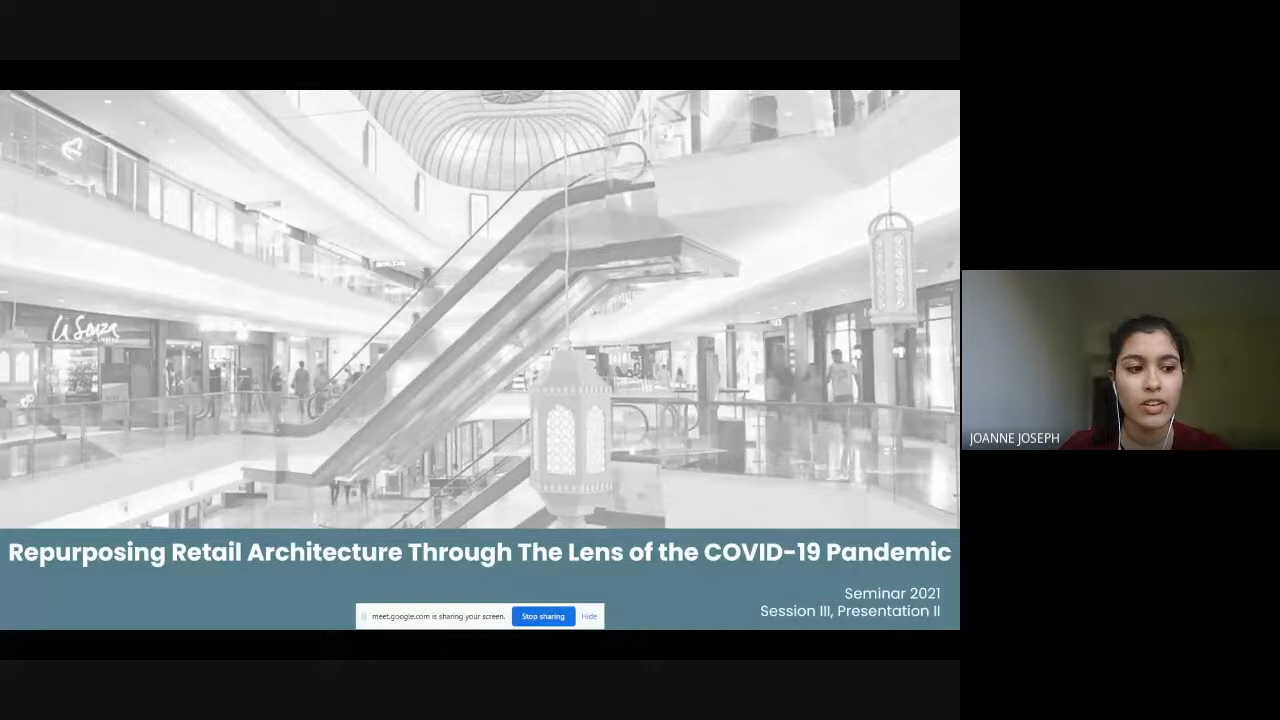 Repurposing Retail Architecture Through The Lens of the COVID-19 Pandemic
Seminar 2021
Session III, Presentation II
meet.google.com is sharing your screen. Stop sharing Hide
JOANNE JOSEPH